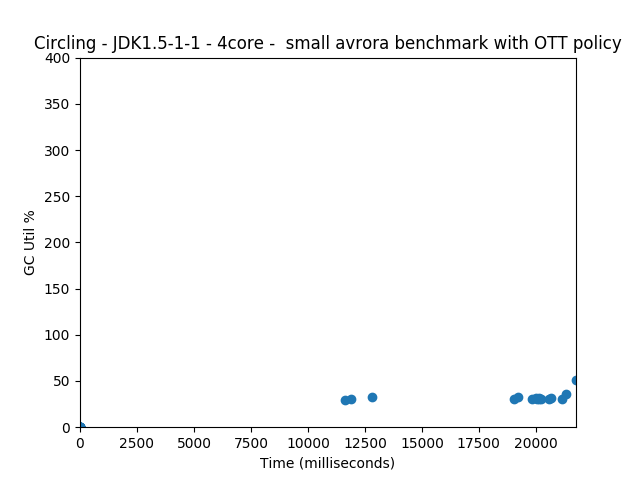 Circling - JDK1.5-1-1 - 4core -  small avrora benchmark with OTT policy
400
350
300
250
200
150
100
50
0
GC Util %
0 2500 5000 7500 10000 12500 15000 17500 20000
Time (milliseconds)